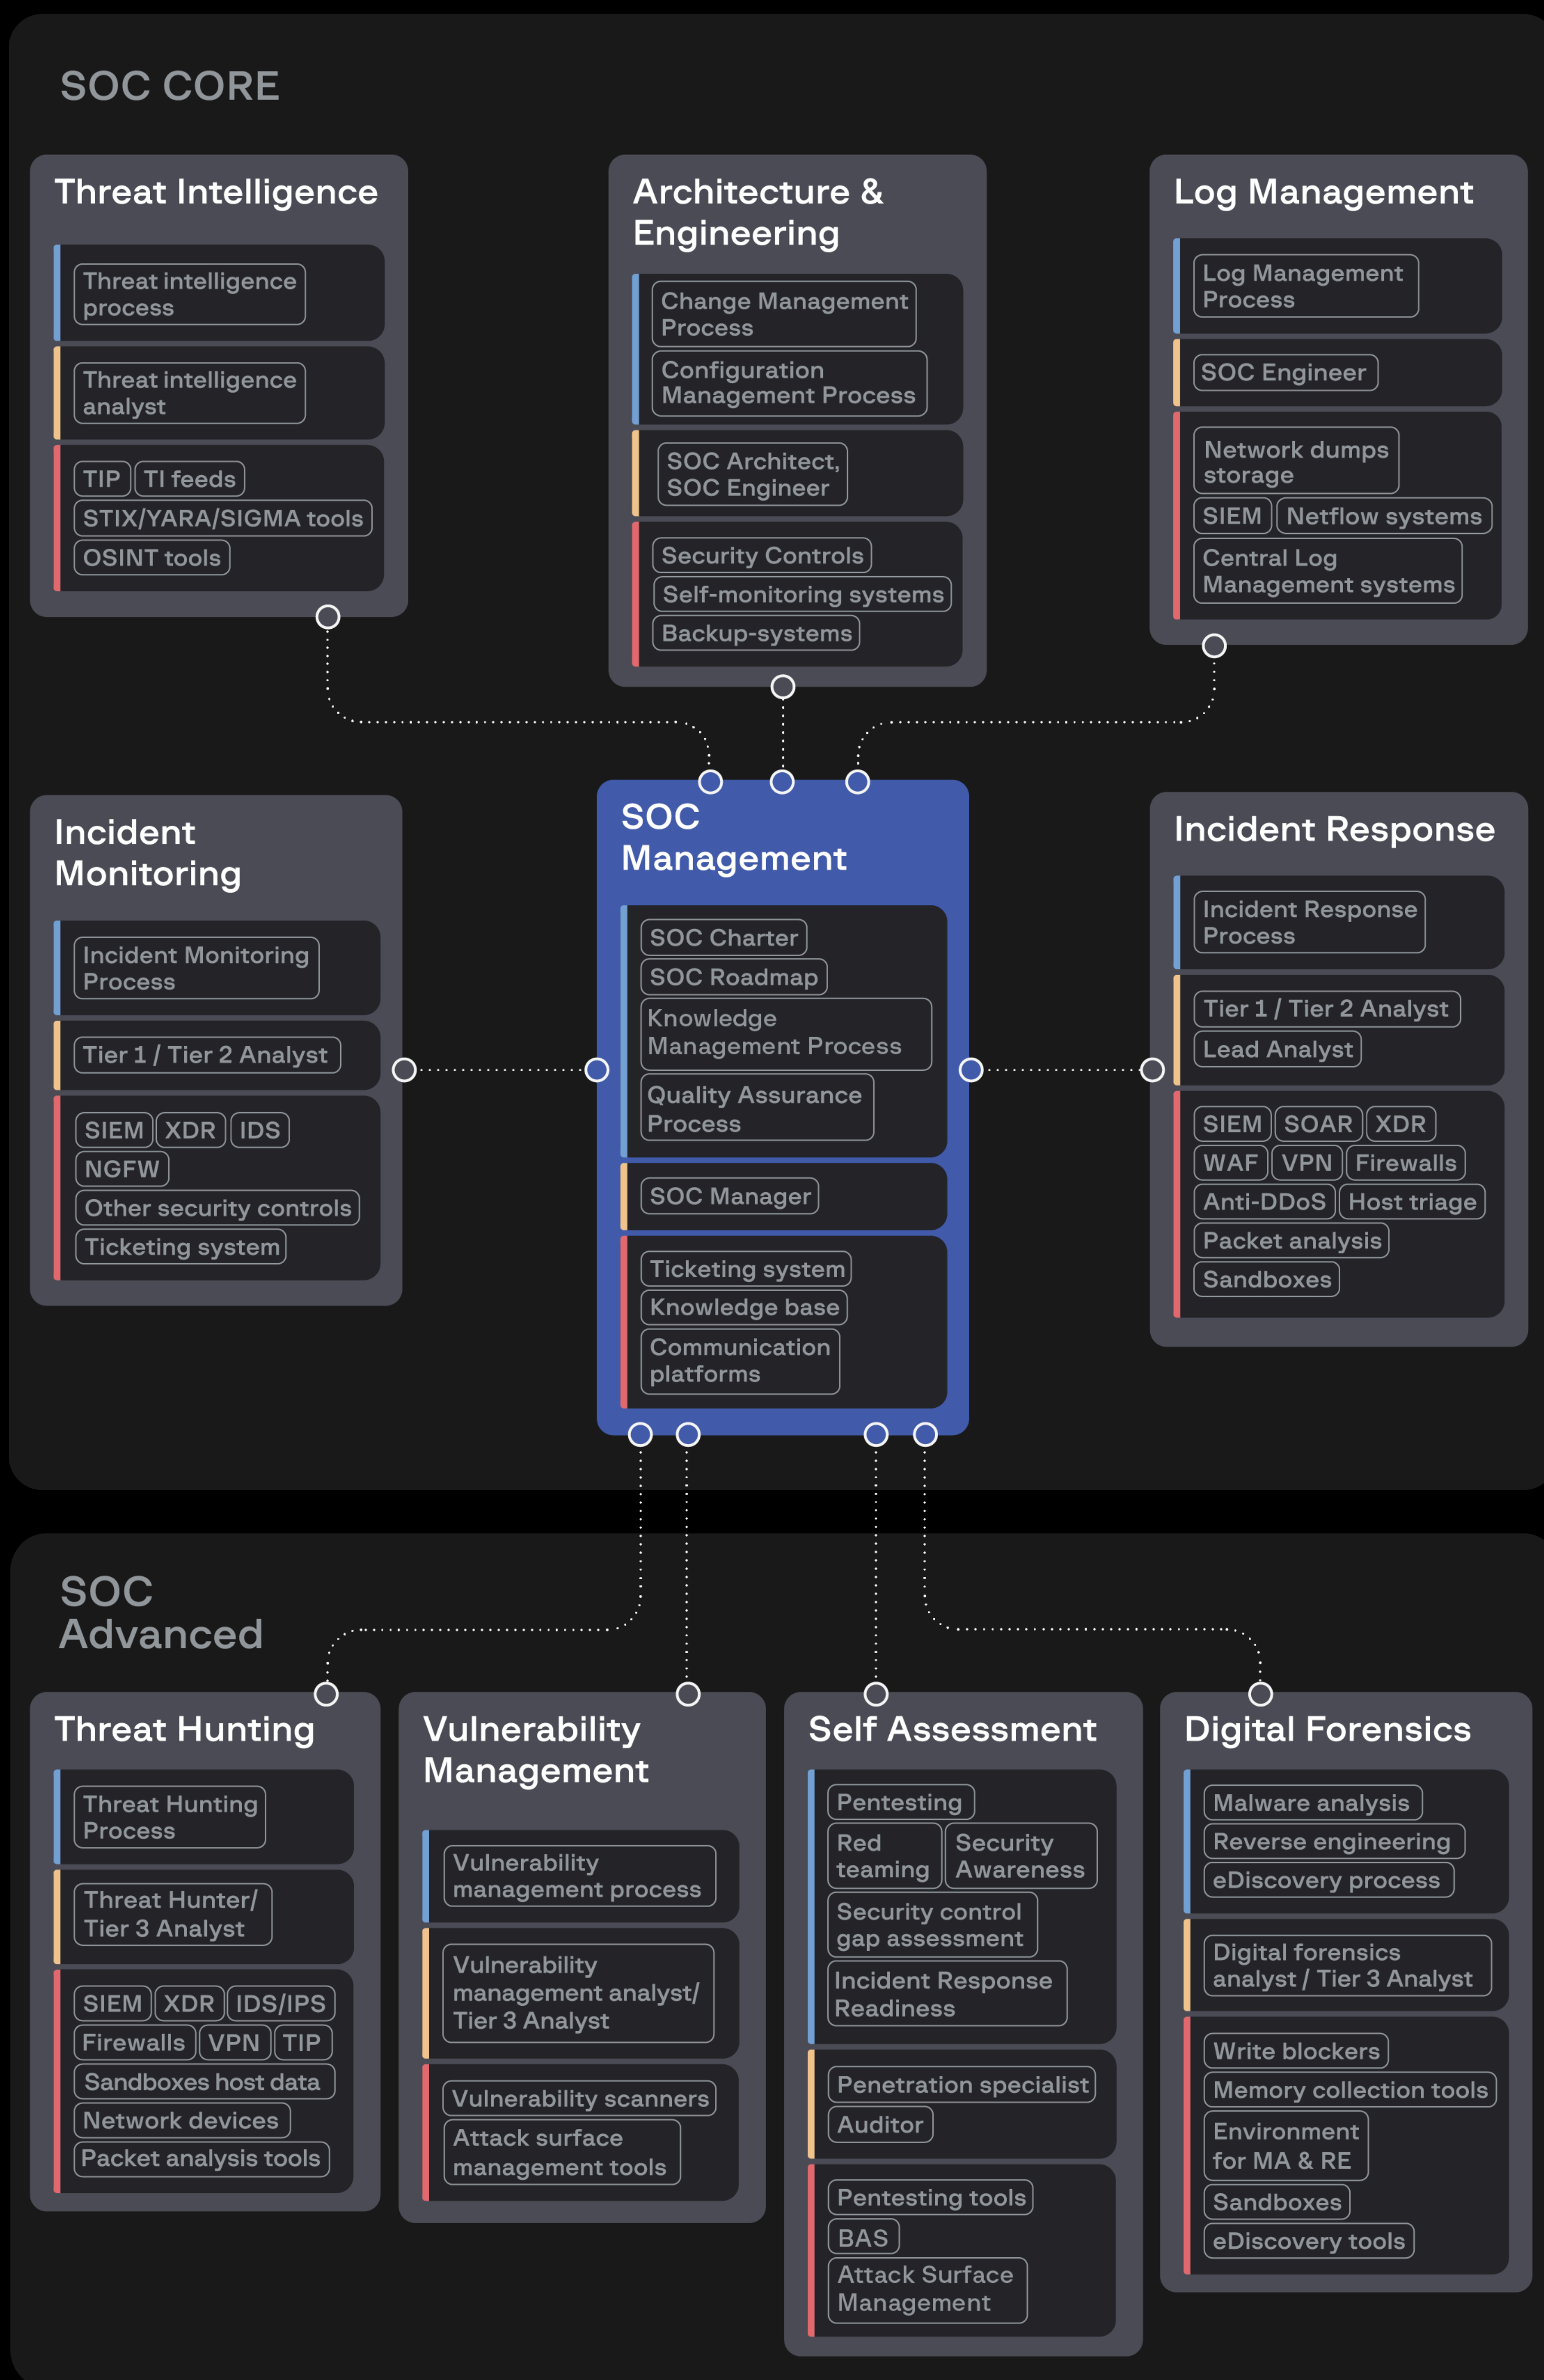 SOC CORE
Threat Intelligence
Threat intelligence
process
Threat intelligence
analyst
TIP TI feeds
STIX/YARA/SIGMA tools
OSINT tools
Architecture &
Engineering
Change Management
Process
Configuration
Management Process
SOC Architect,
SOC Engineer
Security Controls
Self-monitoring systems
Backup-systems
Log Management
Log Management
Process
SOC Engineer
Network dumps
storage
SIEM Netflow systems
Central Log
Management systems
Incident
Monitoring
Incident Monitoring
Process
Tier 1 / Tier 2 Analyst
SIEM XDR IDS
NGFW
Other security controls
Ticketing system
SOC
Management
SOC Charter
SOC Roadmap
Knowledge
Management Process
Quality Assurance
Process
SOC Manager
Ticketing system
Knowledge base
Communication
platforms
Incident Response
Incident Response
Process
Tier 1 / Tier 2 Analyst
Lead Analyst
SIEM SOAR XDR
WAF VPN Firewalls
Anti-DDoS Host triage
Packet analysis
Sandboxes
SOC
Advanced
Threat Hunting
Threat Hunting
Process
Threat Hunter/
Tier 3 Analyst
SIEM XDR IDS/IPS
Firewalls VPN TIP
Sandboxes host data
Network devices
Packet analysis tools
Vulnerability
Management
Vulnerability
management process
Vulnerability
management analyst/
Tier 3 Analyst
Vulnerability scanners
Attack surface
management tools
Self Assessment
Pentesting
Red
teaming
Security
Awareness
Security control
gap assessment
Incident Response
Readiness
Penetration specialist
Auditor
Pentesting tools
BAS
Attack Surface
Management
Digital Forensics
Malware analysis
Reverse engineering
eDiscovery process
Digital forensics
analyst / Tier 3 Analyst
Write blockers
Memory collection tools
Environment
for MA & RE
Sandboxes
eDiscovery tools